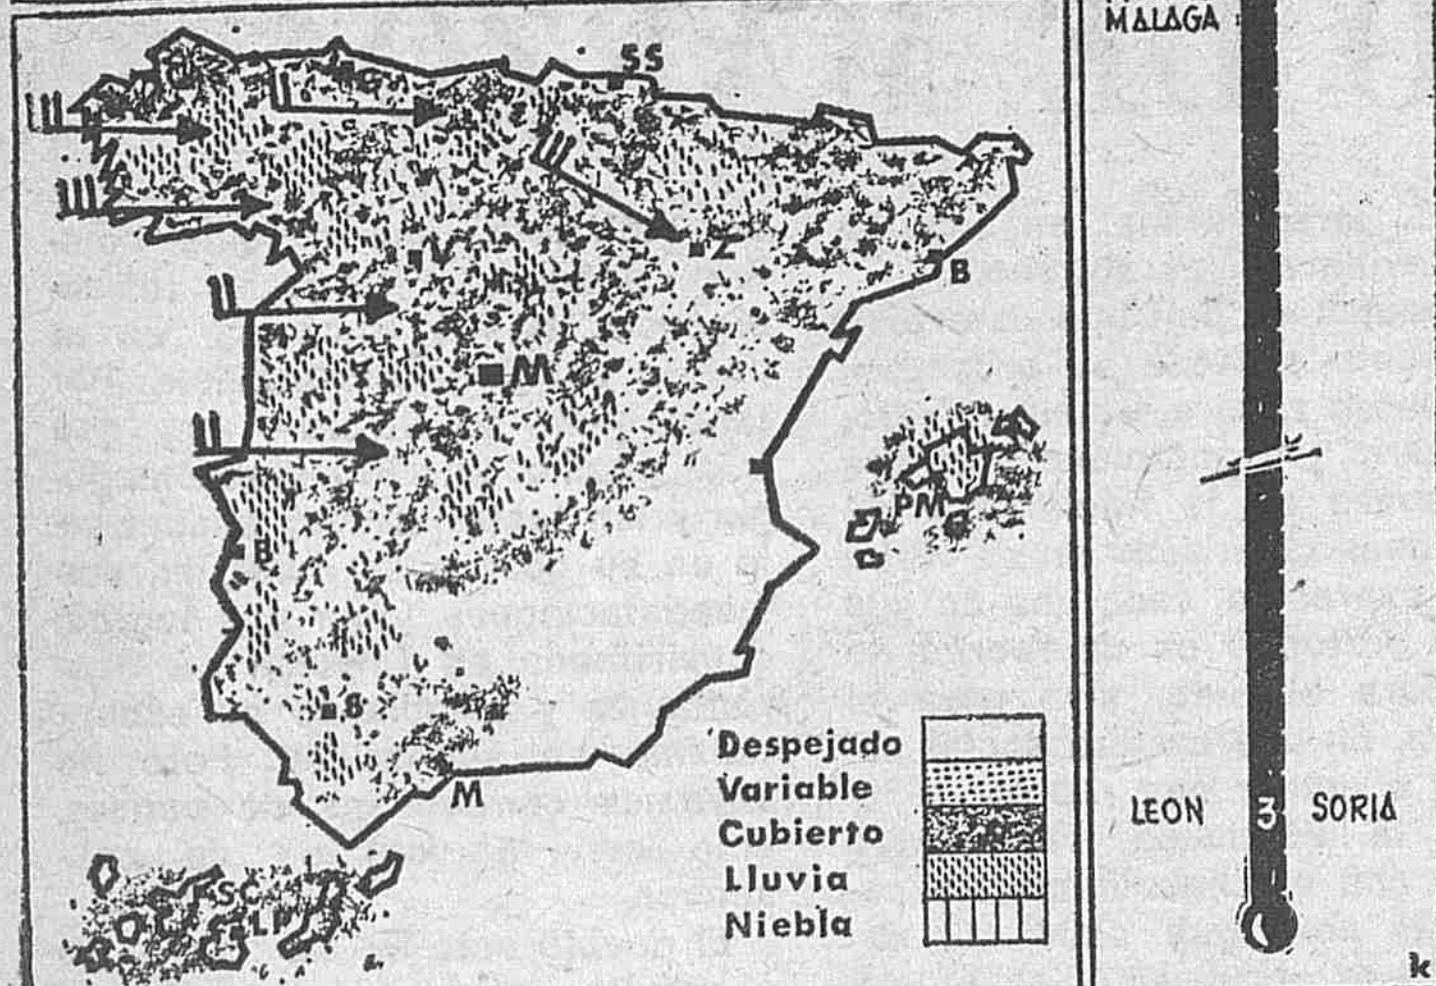 MALAGA
SS
V
Z
B
M
PM
B
S
M
Despejado
Variable
Cubierto
Lluvia
Niebla
SC
LP
LEON 3 SORIA
k